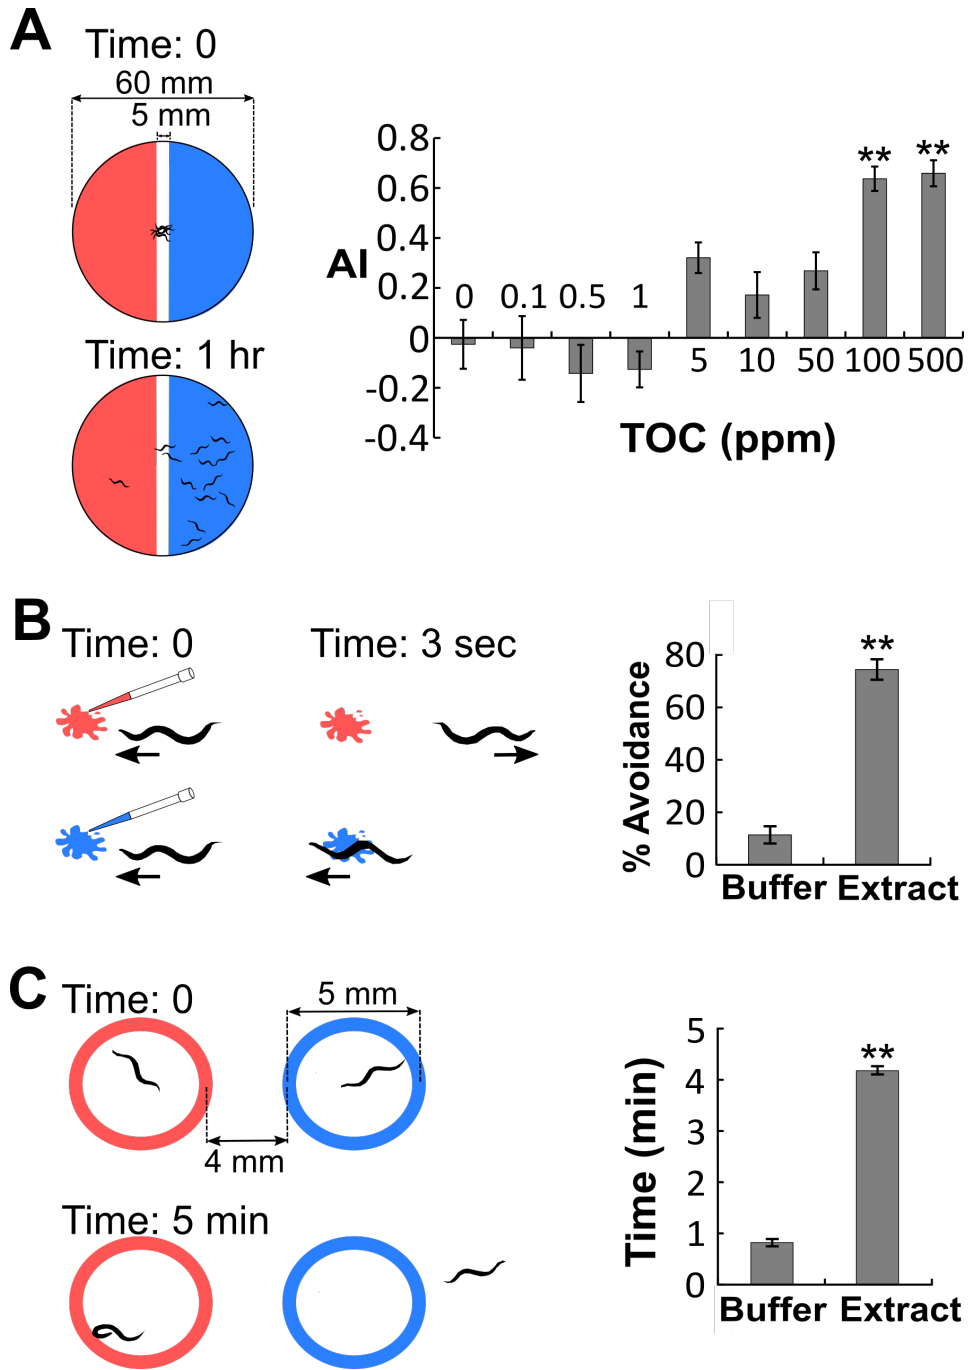 A
Time: 0
60 mm
5 mm
Time: 1 hr
0.8
0.6
0.4
0.2
0
-0.2
-0.4
AI
** **
0 0.1 0.5 1
5 10 50 100 500
TOC (ppm)
B
Time: 0 Time: 3 sec
% Avoidance
80
60
40
20
0
**
Buffer Extract
C
Time: 0
5 mm
4 mm
Time: 5 min
Time (min)
5
4
3
2
1
0
**
Buffer Extract